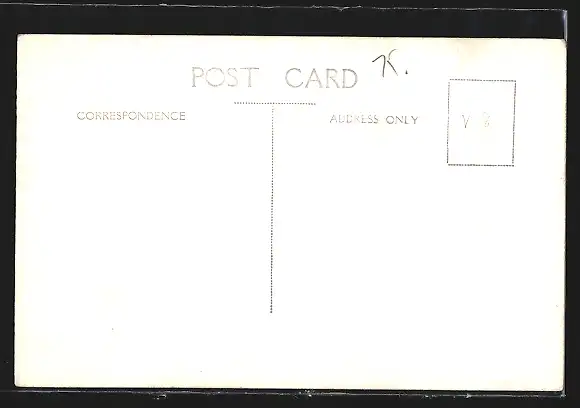 POST CARD
CORRESPONDENCE
ADDRESS ONLY